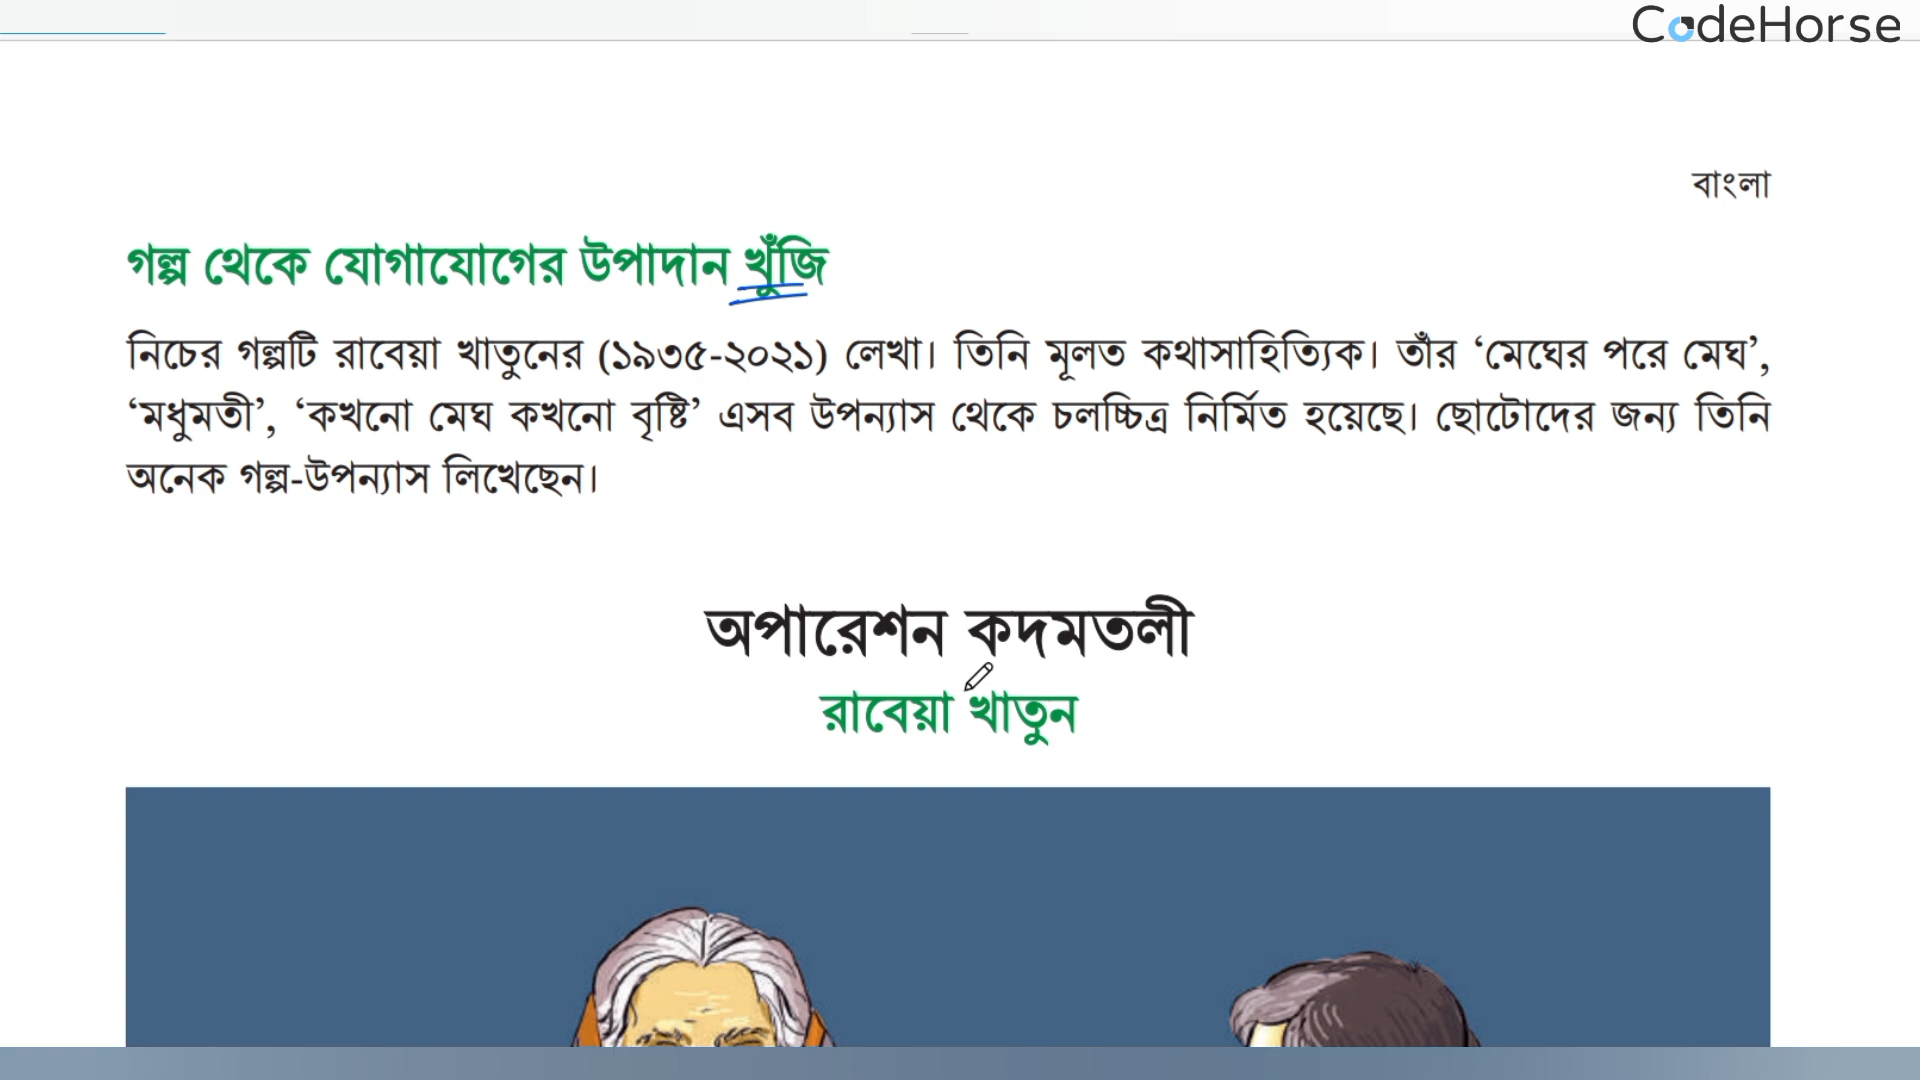 CodeHorse
বাংলা
গল্প থেকে যোগাযোগের উপাদান খুঁজি
নিচের গল্পটি রাবেয়া খাতুনের (১৯৩৫-২০২১) লেখা। তিনি মূলত কথাসাহিত্যিক। তাঁর ‘মেঘের পরে মেঘ’,
‘মধুমতী’, ‘কখনো মেঘ কখনো বৃষ্টি’ এসব উপন্যাস থেকে চলচ্চিত্র নির্মিত হয়েছে। ছোটোদের জন্য তিনি
অনেক গল্প-উপন্যাস লিখেছেন।
অপারেশন কদমতলী
রাবেয়া খাতুন